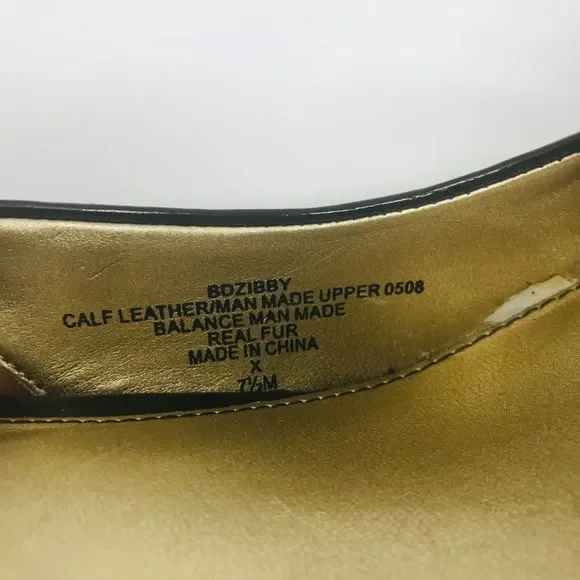 BDZIBBY
CALF LEATHER/MAN MADE UPPER 0508
BALANCE MAN MADE
REAL FUR
MADE IN CHINA
X
7½M